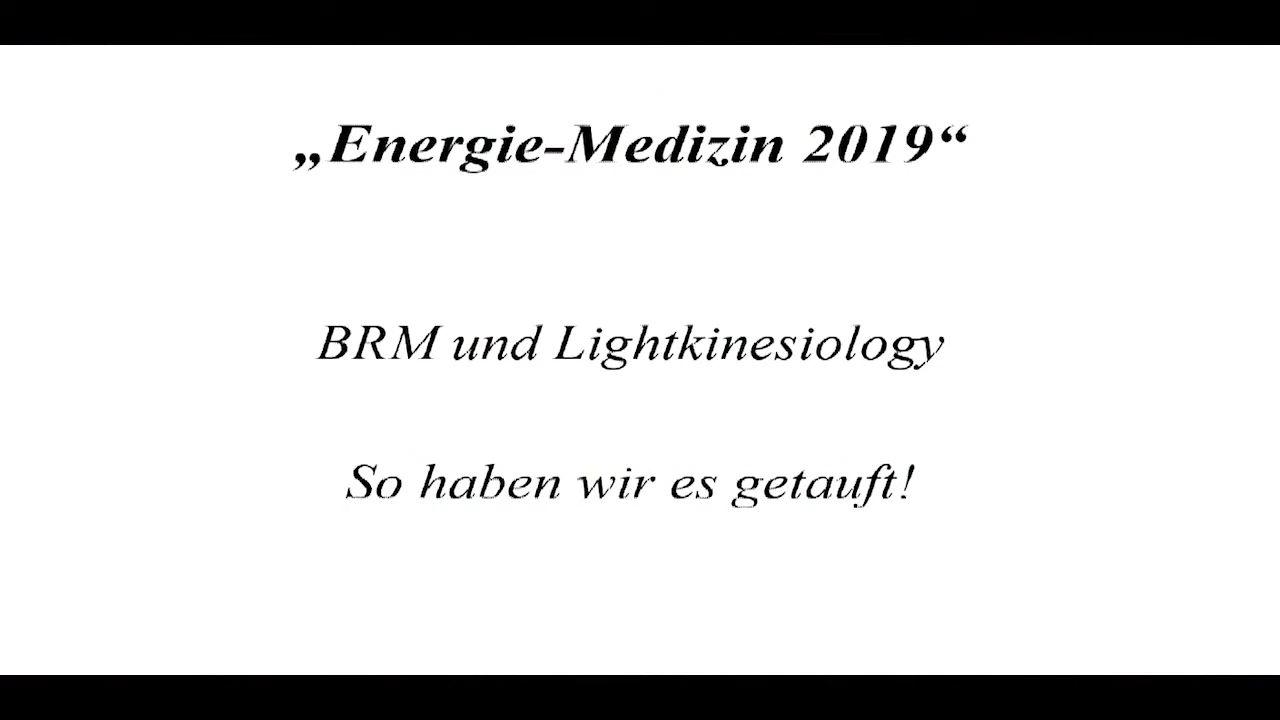 „Energie-Medizin 2019“
BRM und Lightkinesiology
So haben wir es getauft!